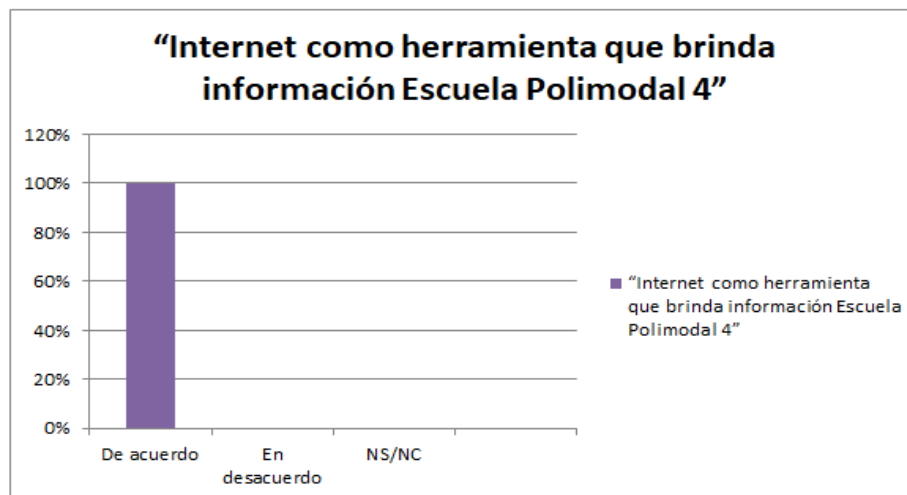 “Internet como herramienta que brinda
información Escuela Polimodal 4”
120%
100%
80%
60%
40%
20%
0%
De acuerdo
En
desacuerdo
NS/NC
“Internet como herramienta
que brinda información Escuela
Polimodal 4”